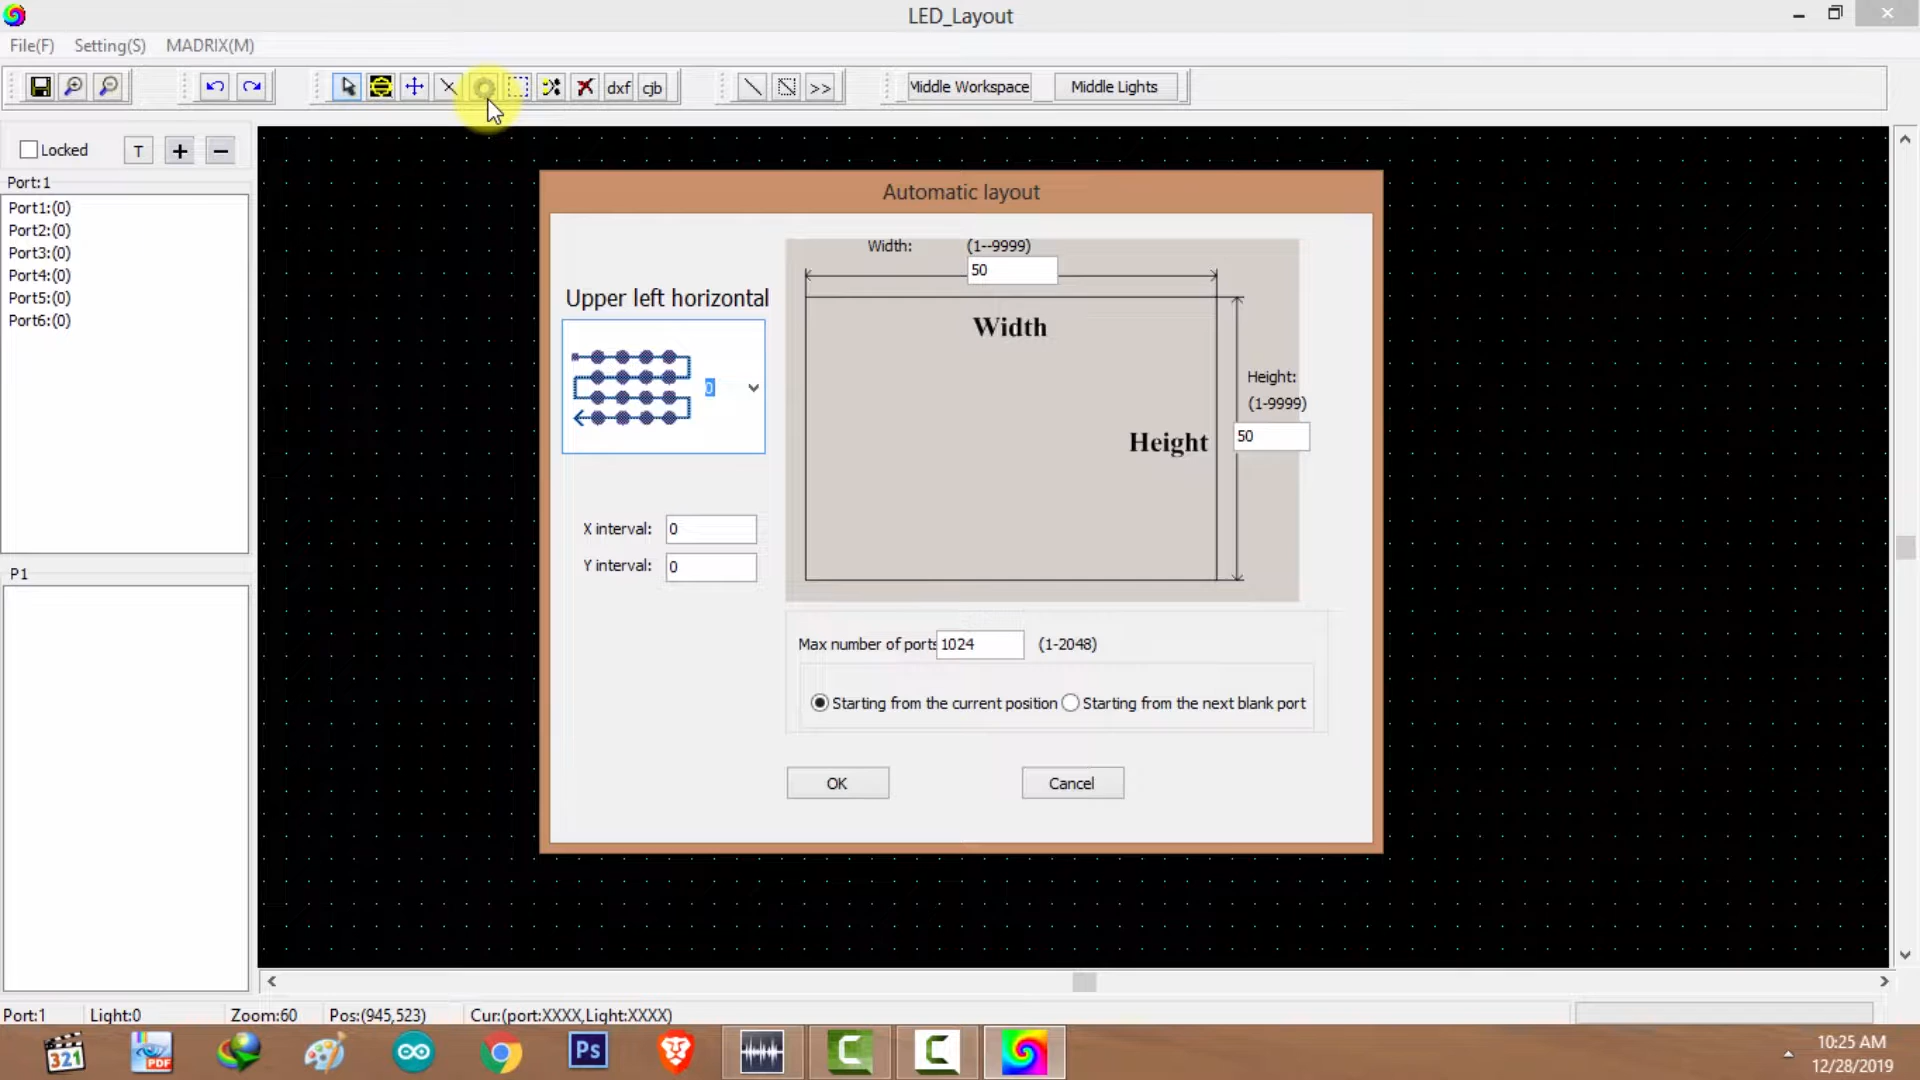 LED_Layout
File(F) Setting(S) MADRIX(M)
dxf cjb >> Middle Workspace Middle Lights
Locked T + −
Port:1
Port1:(0)
Port2:(0)
Port3:(0)
Port4:(0)
Port5:(0)
Port6:(0)
P1
Automatic layout
Width: (1--9999)
50
Upper left horizontal
0
Width
Height:
(1-9999)
50
Height
X interval: 0
Y interval: 0
Max number of ports 1024 (1-2048)
Starting from the current position Starting from the next blank port
OK Cancel
Port:1 Light:0 Zoom:60 Pos:(945,523) Cur:(port:XXXX,Light:XXXX)
321 PDF Ps
10:25 AM
12/28/2019